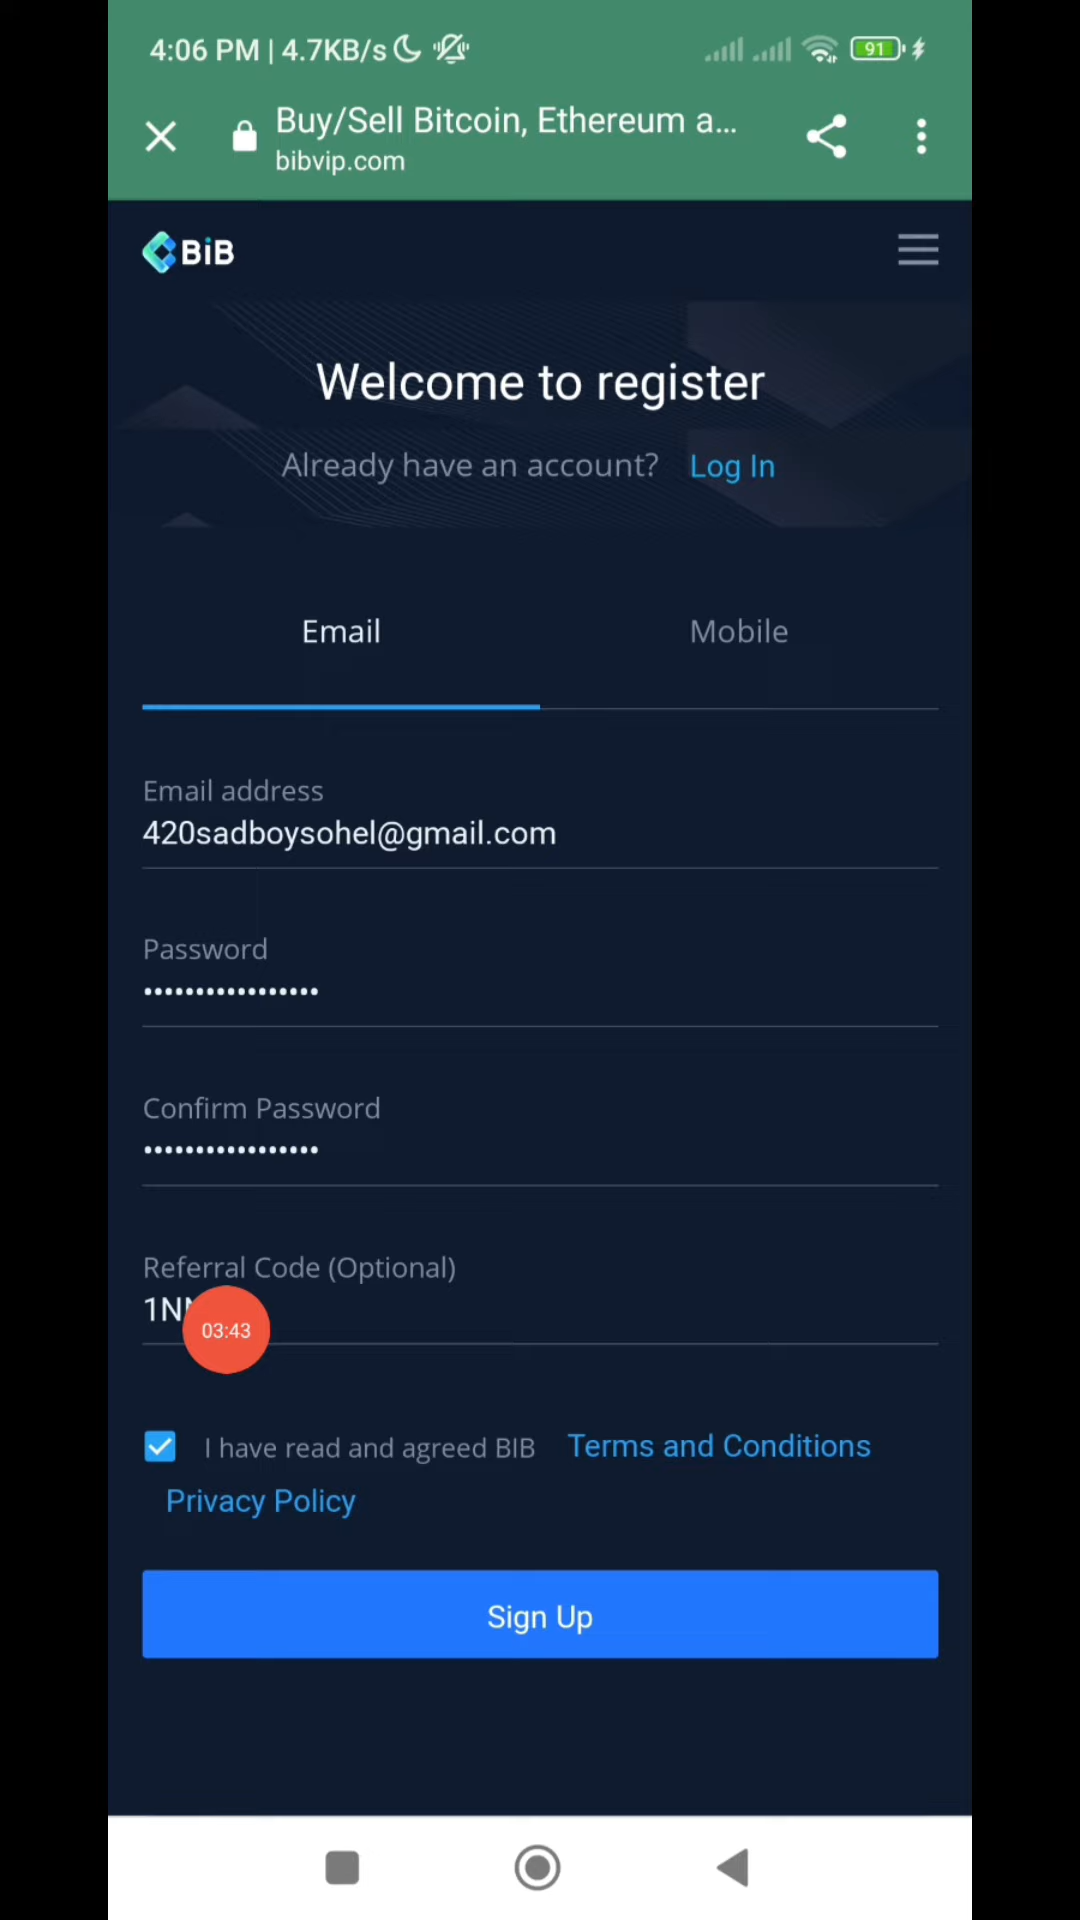 4:06 PM | 4.7KB/s
91
Buy/Sell Bitcoin, Ethereum a...
bibvip.com
BiB
Welcome to register
Already have an account? Log In
Email Mobile
Email address
420sadboysohel@gmail.com
Password
•••••••••••••••••
Confirm Password
•••••••••••••••••
Referral Code (Optional)
03:43
I have read and agreed BIB Terms and Conditions
Privacy Policy
Sign Up